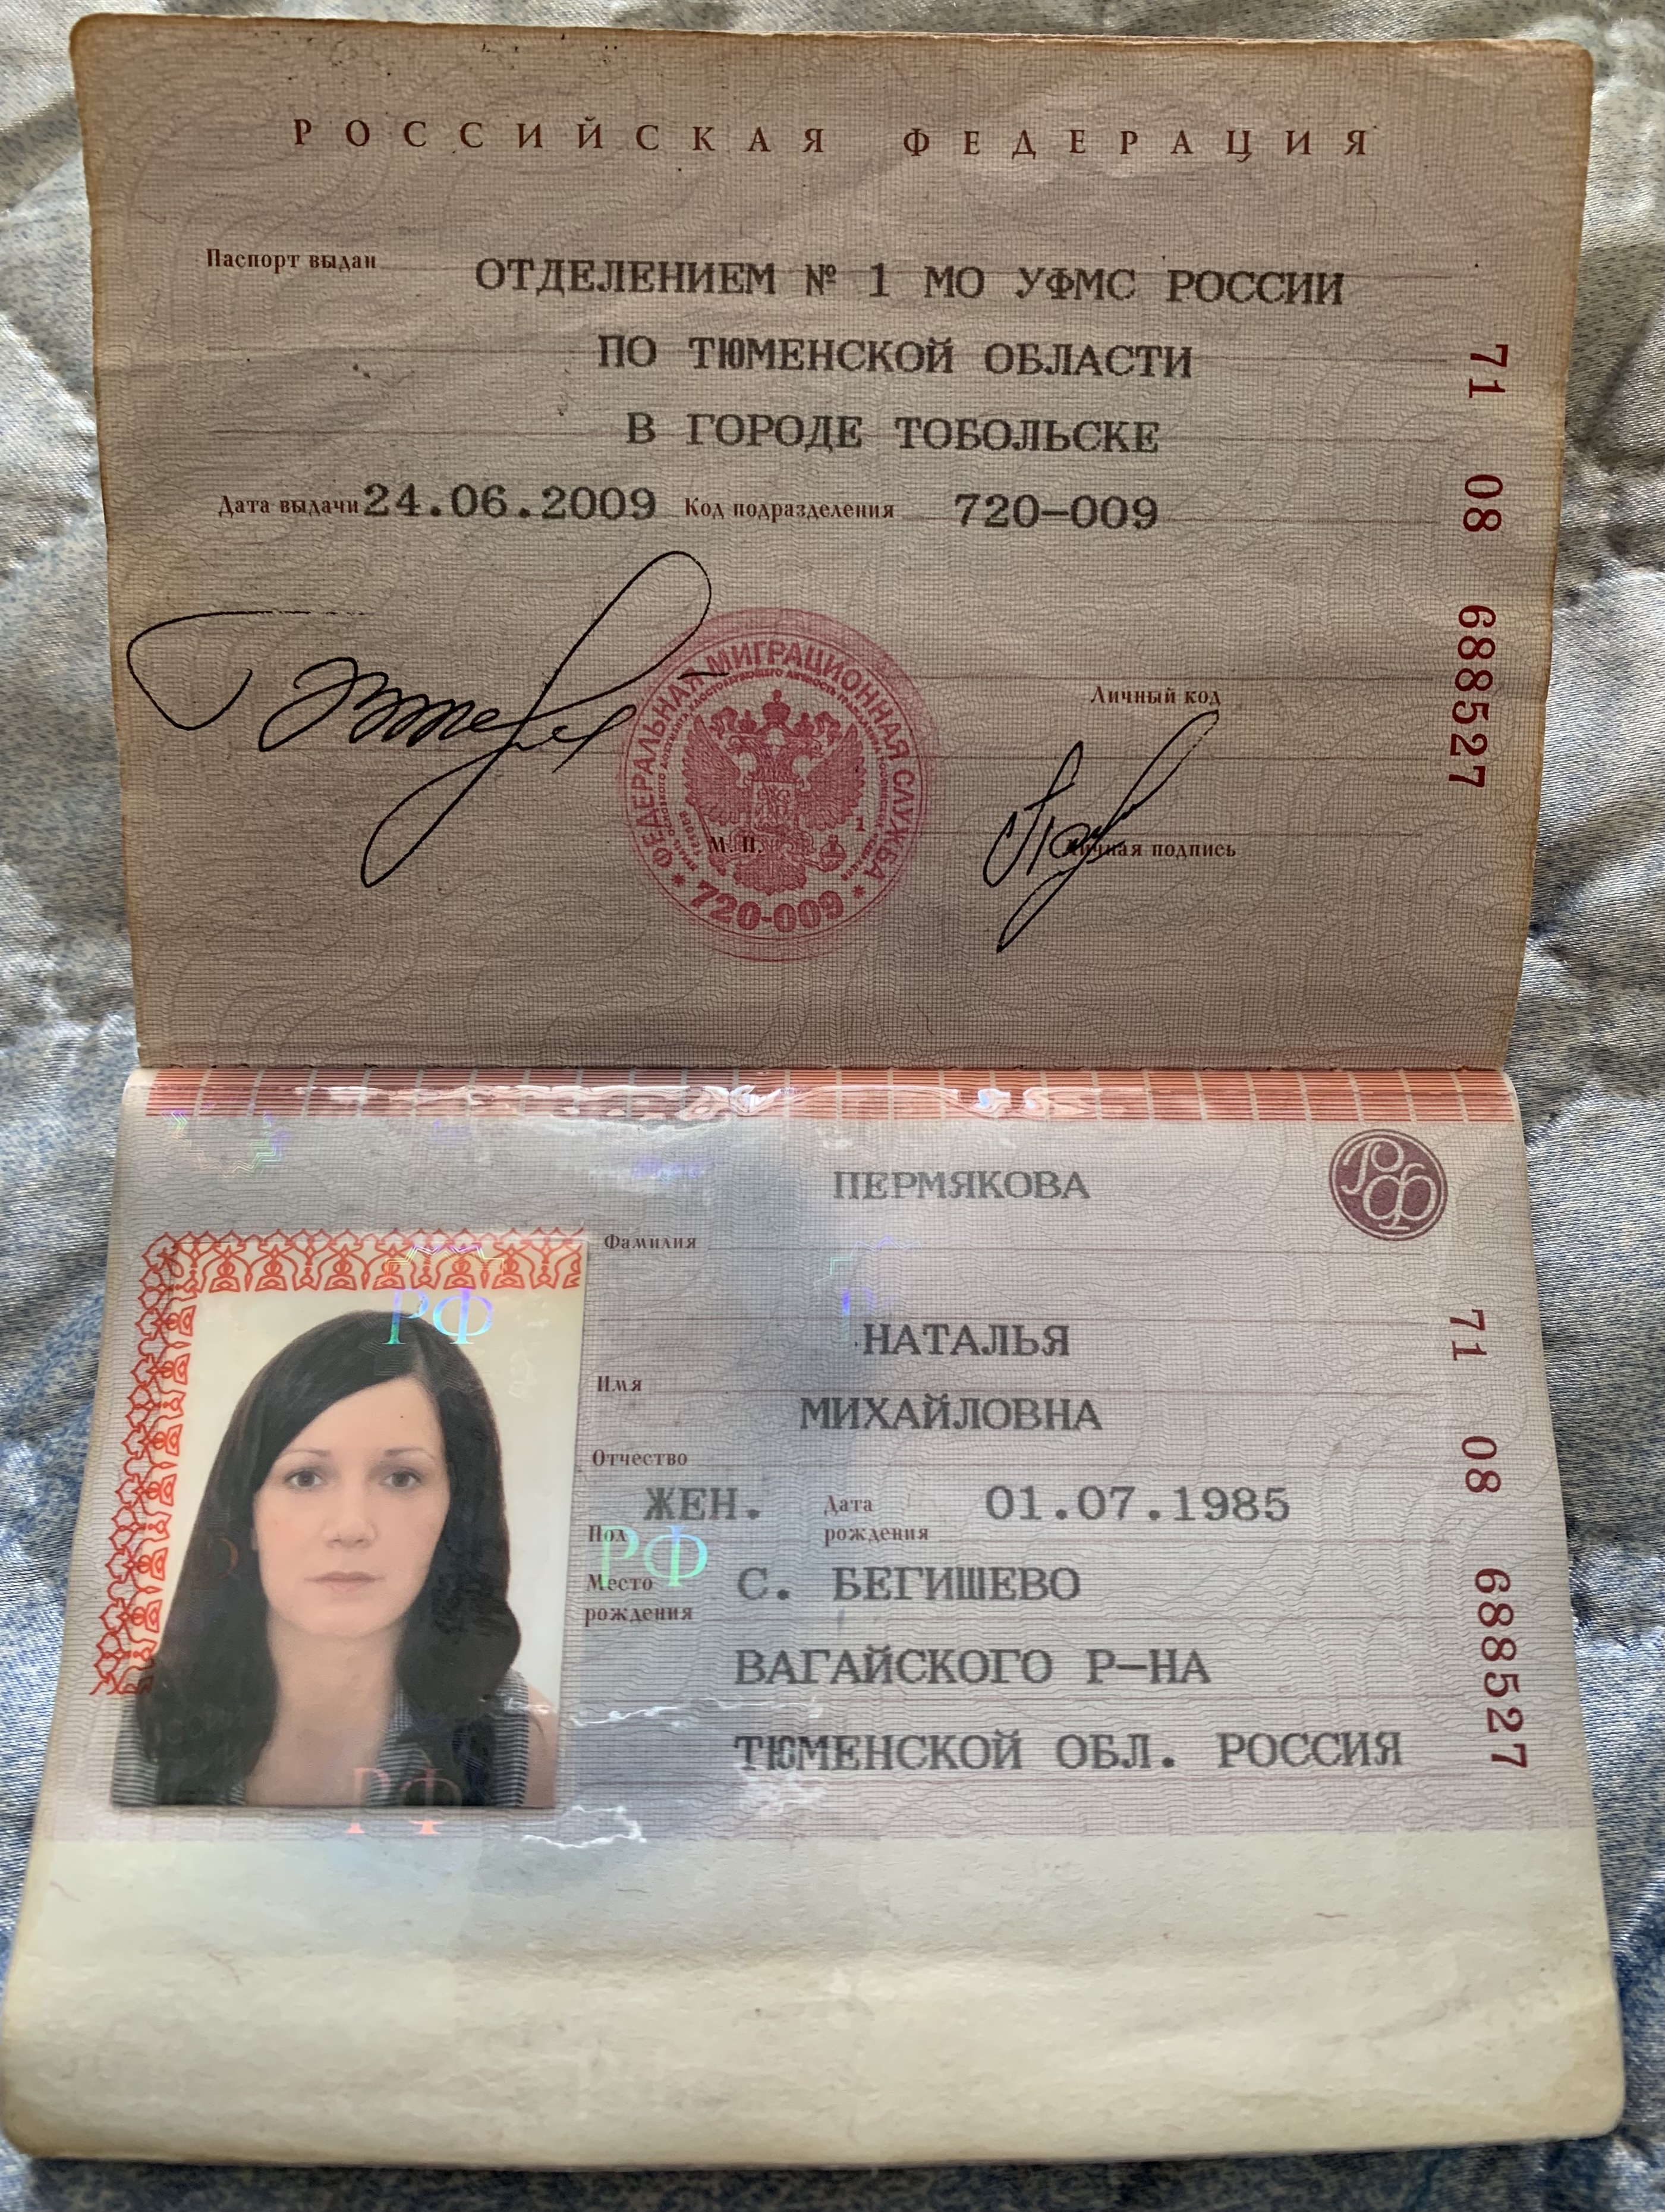 РОССИЙСКАЯ ФЕДЕРАЦИЯ
Паспорт выдан ОТДЕЛЕНИЕМ № 1 МО УФМС РОССИИ
ПО ТЮМЕНСКОЙ ОБЛАСТИ
В ГОРОДЕ ТОБОЛЬСКЕ
Дата выдачи 24.06.2009 Код подразделения 720-009
71 08 688527
ФЕДЕРАЛЬНАЯ МИГРАЦИОННАЯ СЛУЖБА
1
М. П.
* 720-009 *
Личный код
Личная подпись
РФ
ПЕРМЯКОВА
Фамилия
НАТАЛЬЯ
Имя
МИХАЙЛОВНА
Отчество
ЖЕН. Дата рождения 01.07.1985
Пол
Место рождения С. БЕГИШЕВО
ВАГАЙСКОГО Р-НА
ТЮМЕНСКОЙ ОБЛ. РОССИЯ
71 08 688527
РФ
РФ
РФ